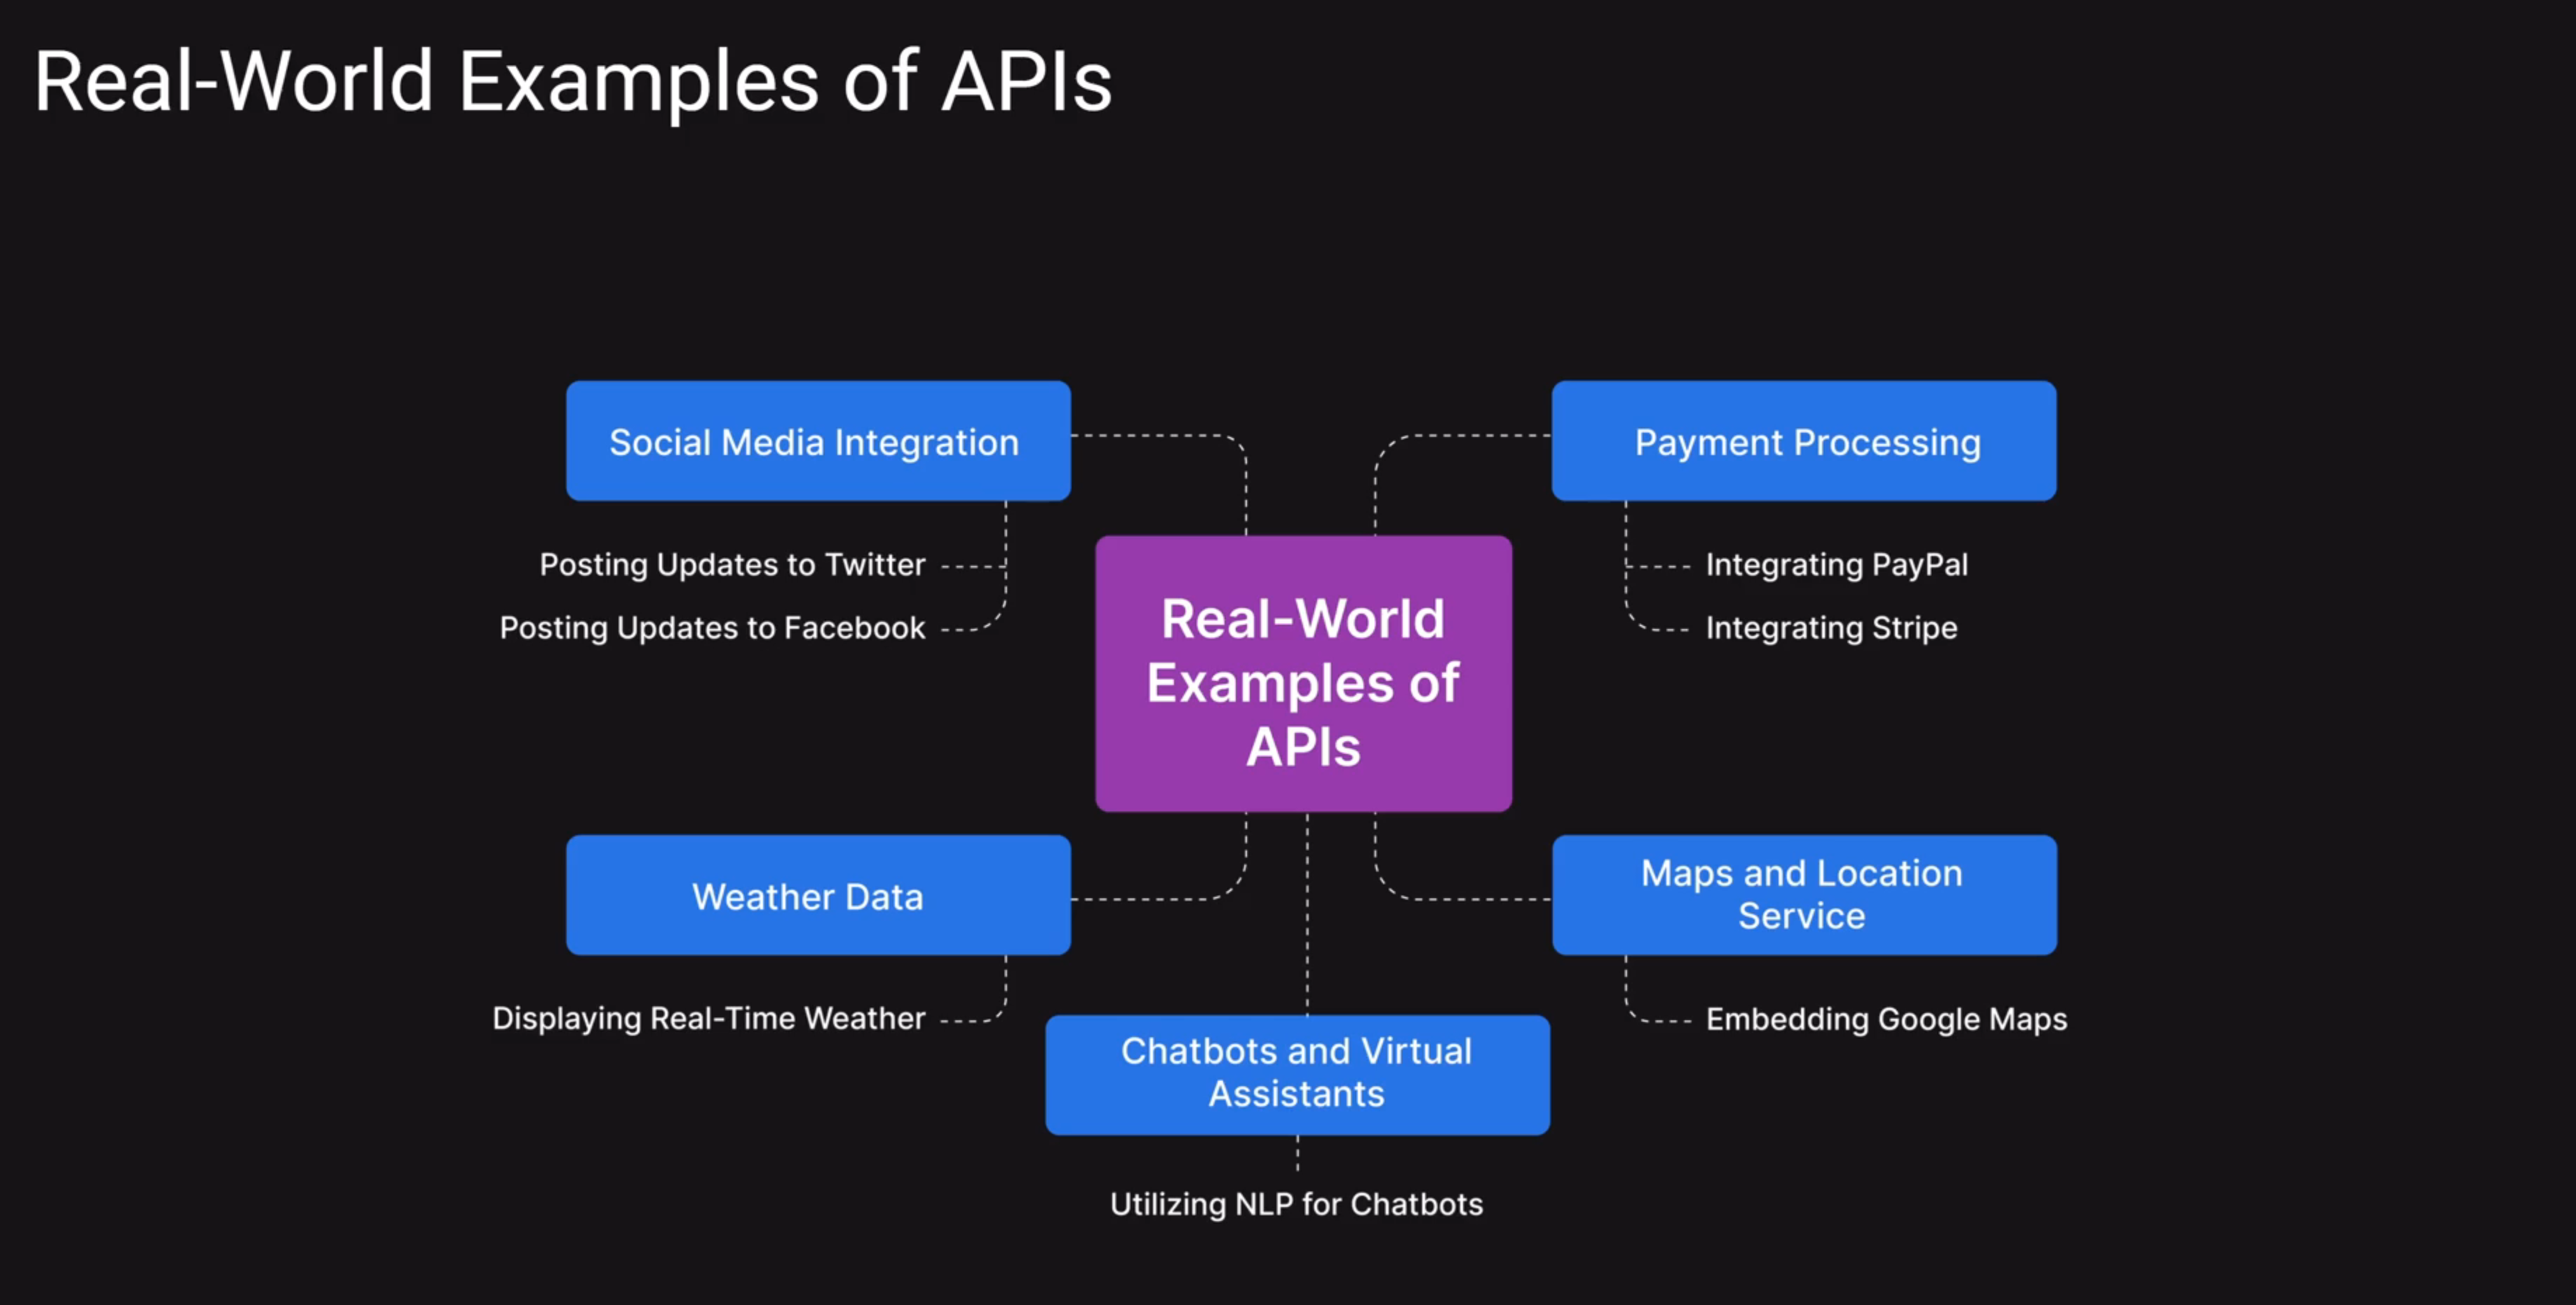 Real-World Examples of APIs
Social Media Integration
Posting Updates to Twitter
Posting Updates to Facebook
Payment Processing
Integrating PayPal
Integrating Stripe
Real-World
Examples of
APIs
Weather Data
Displaying Real-Time Weather
Maps and Location
Service
Embedding Google Maps
Chatbots and Virtual
Assistants
Utilizing NLP for Chatbots